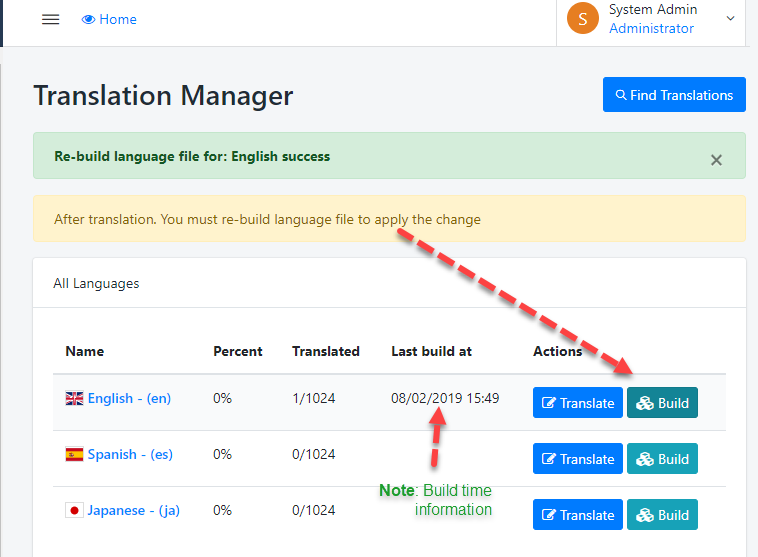 Home
System Admin
Administrator
S
Translation Manager
Find Translations
Re-build language file for: English success
×
After translation. You must re-build language file to apply the change
All Languages
Name Percent Translated Last build at Actions
English - (en) 0% 1/1024 08/02/2019 15:49 Translate Build
Spanish - (es) 0% 0/1024 Translate Build
Note: Build time
information
Japanese - (ja) 0% 0/1024 Translate Build